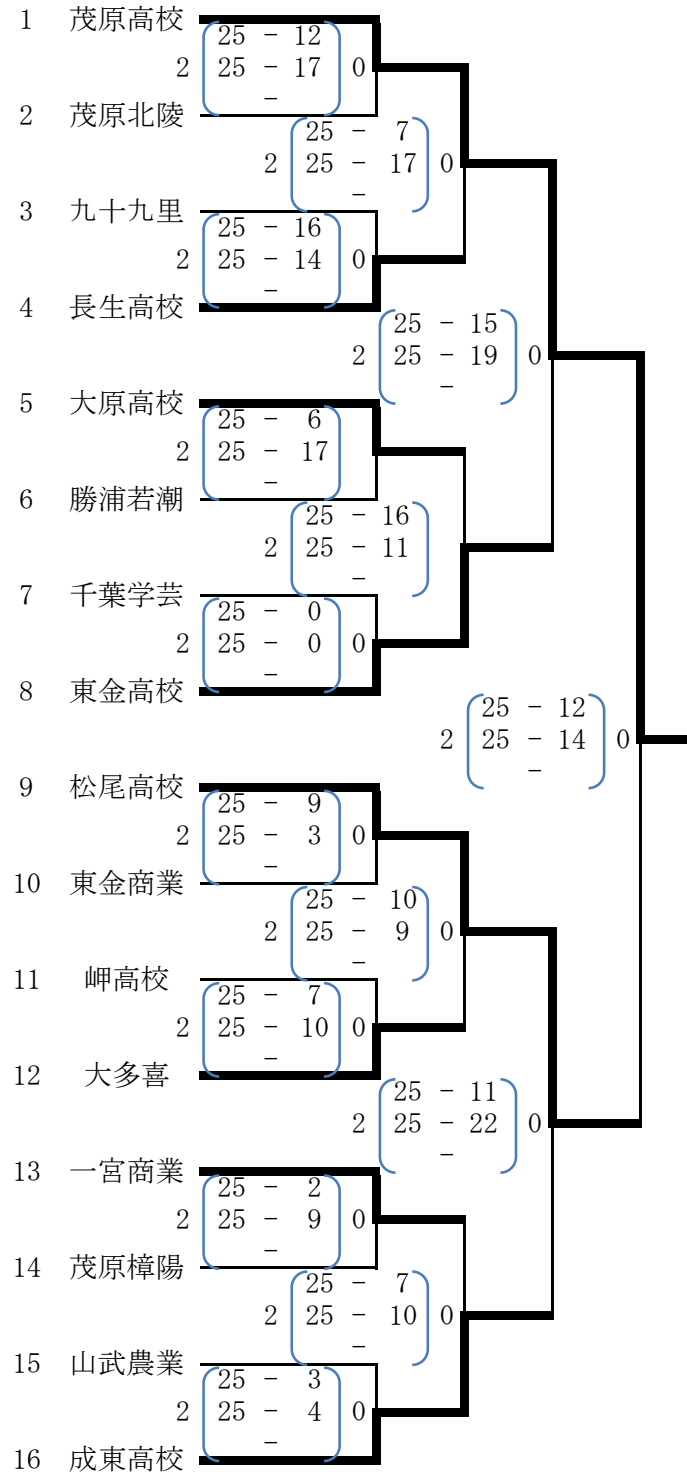 1 茂原高校
25 - 12
2 25 - 17 0
-
2 茂原北陵
25 - 7
2 25 - 17 0
-
3 九十九里
25 - 16
2 25 - 14 0
-
4 長生高校
25 - 15
2 25 - 19 0
-
5 大原高校
25 - 6
2 25 - 17
-
6 勝浦若潮
25 - 16
2 25 - 11
-
7 千葉学芸
25 - 0
2 25 - 0 0
-
8 東金高校
25 - 12
2 25 - 14 0
-
9 松尾高校
25 - 9
2 25 - 3 0
-
10 東金商業
25 - 10
2 25 - 9 0
-
11 岬高校
25 - 7
2 25 - 10 0
-
12 大多喜
25 - 11
2 25 - 22 0
-
13 一宮商業
25 - 2
2 25 - 9 0
-
14 茂原樟陽
25 - 7
2 25 - 10 0
-
15 山武農業
25 - 3
2 25 - 4 0
-
16 成東高校